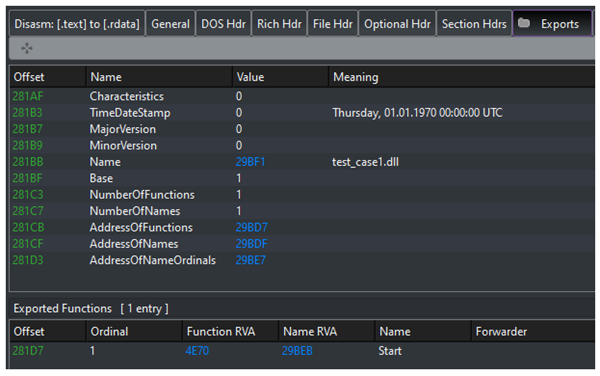 Disasm: [.text] to [.rdata] General DOS Hdr Rich Hdr File Hdr Optional Hdr Section Hdrs Exports
Offset Name Value Meaning
281AF Characteristics 0
281B3 TimeDateStamp 0 Thursday, 01.01.1970 00:00:00 UTC
281B7 MajorVersion 0
281B9 MinorVersion 0
281BB Name 29BF1 test_case1.dll
281BF Base 1
281C3 NumberOfFunctions 1
281C7 NumberOfNames 1
281CB AddressOfFunctions 29BD7
281CF AddressOfNames 29BDF
281D3 AddressOfNameOrdinals 29BE7
Exported Functions [ 1 entry ]
Offset Ordinal Function RVA Name RVA Name Forwarder
281D7 1 4E70 29BEB Start